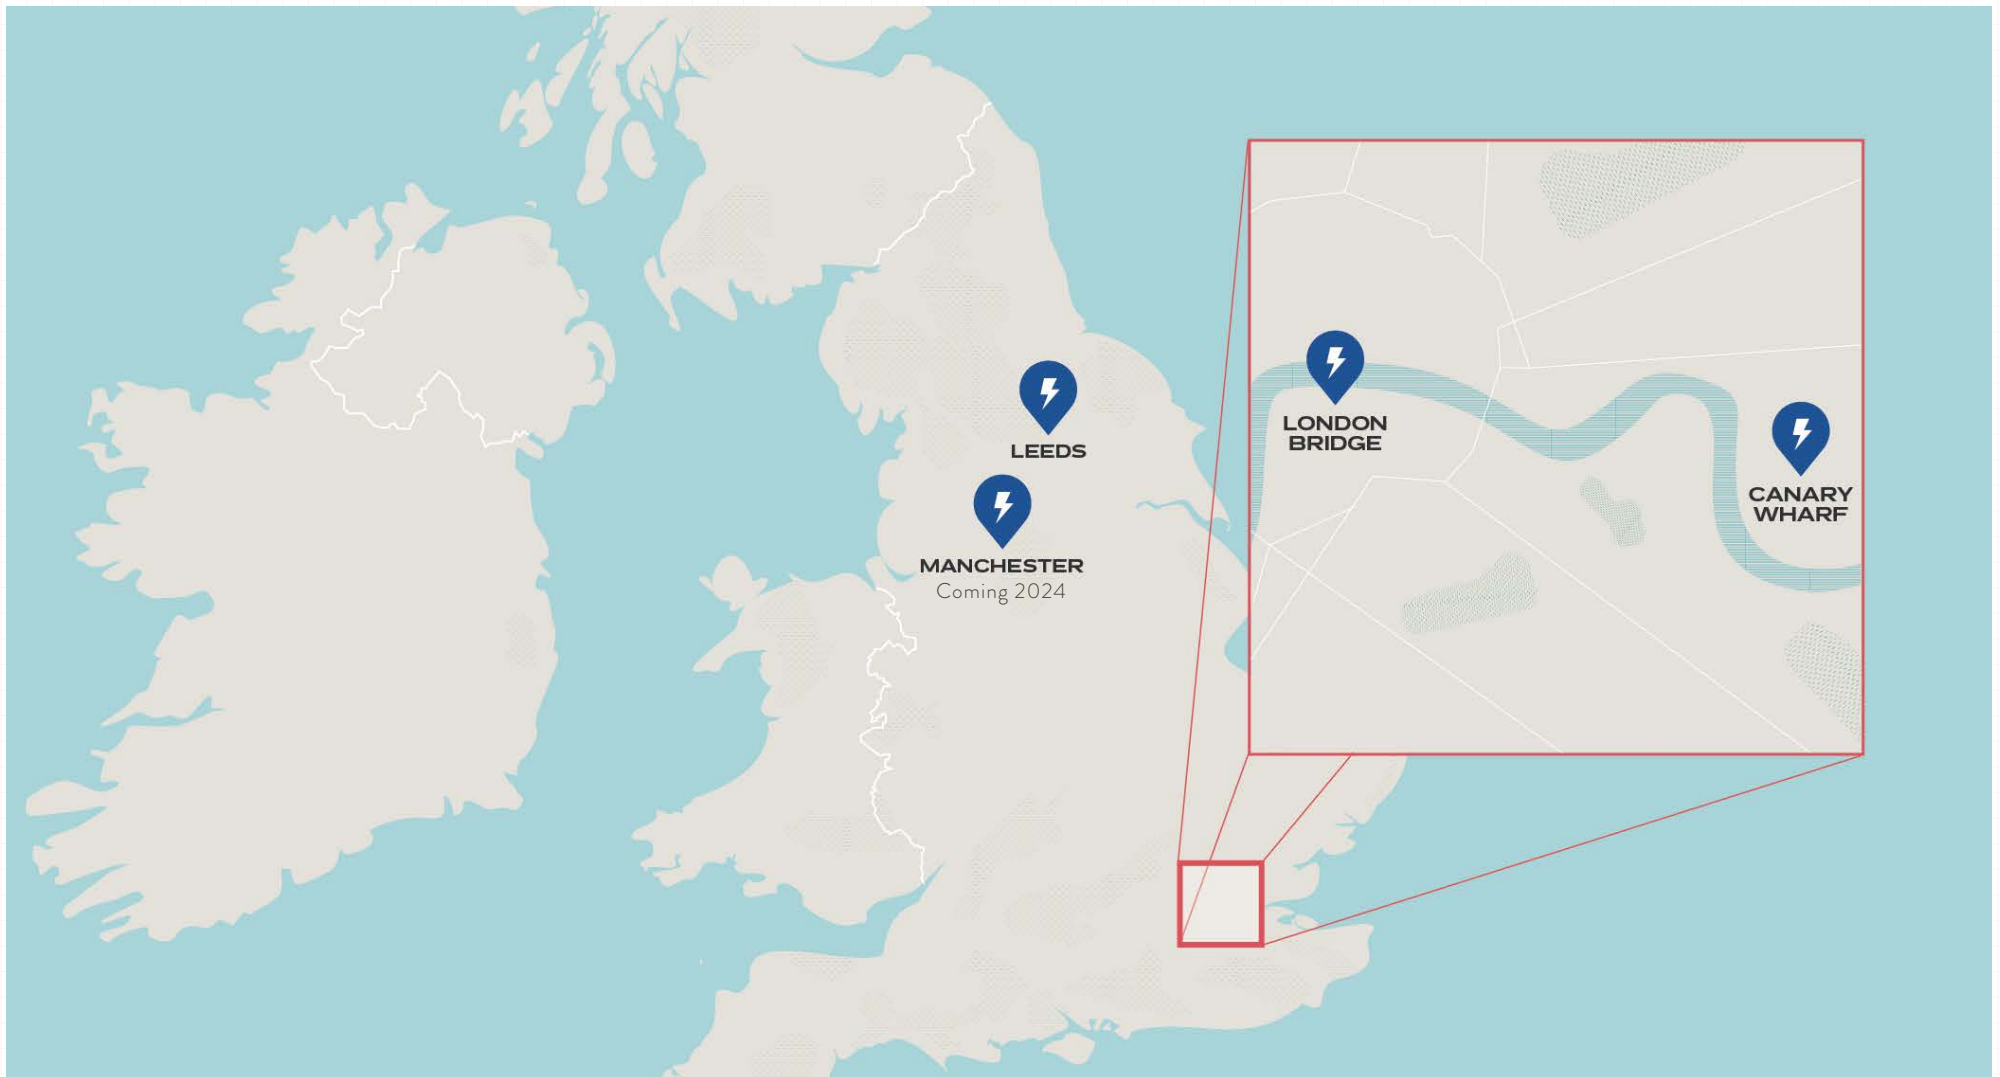 LEEDS
MANCHESTER
Coming 2024
LONDON
BRIDGE
CANARY
WHARF